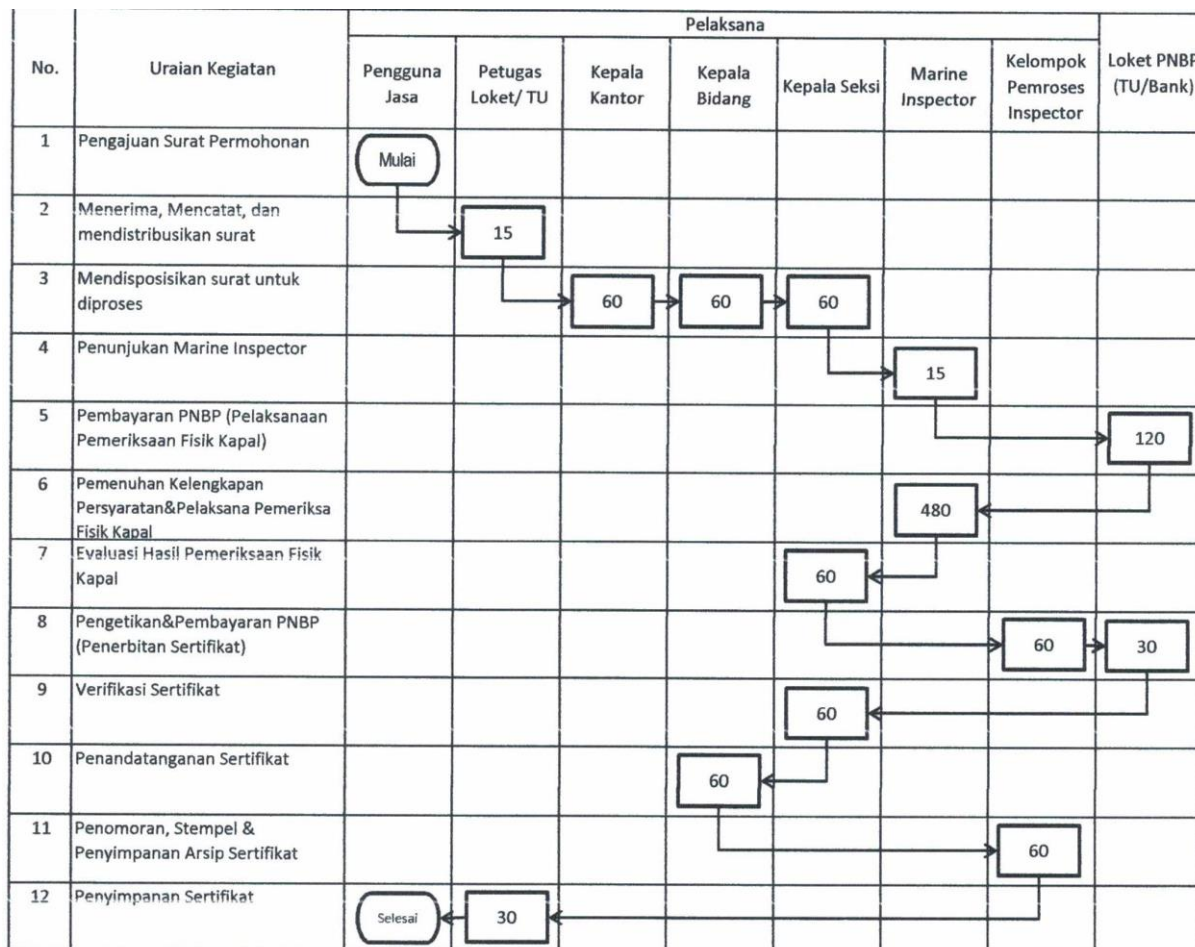 Pelaksana
No.
Uraian Kegiatan
Pengguna
Jasa
Petugas
Loket/ TU
Kepala
Kantor
Kepala
Bidang
Kepala Seksi
Marine
Inspector
Kelompok
Pemroses
Inspector
Loket PNBP
(TU/Bank)
1
Pengajuan Surat Permohonan
Mulai
2
Menerima, Mencatat, dan
mendistribusikan surat
15
3
Mendisposisikan surat untuk
diproses
60
60
60
4
Penunjukan Marine Inspector
15
5
Pembayaran PNBP (Pelaksanaan
Pemeriksaan Fisik Kapal)
120
6
Pemenuhan Kelengkapan
Persyaratan&Pelaksana Pemeriksa
Fisik Kapal
480
7
Evaluasi Hasil Pemeriksaan Fisik
Kapal
60
8
Pengetikan&Pembayaran PNBP
(Penerbitan Sertifikat)
60
30
9
Verifikasi Sertifikat
60
10
Penandatanganan Sertifikat
60
11
Penomoran, Stempel &
Penyimpanan Arsip Sertifikat
60
12
Penyimpanan Sertifikat
Selesai
30